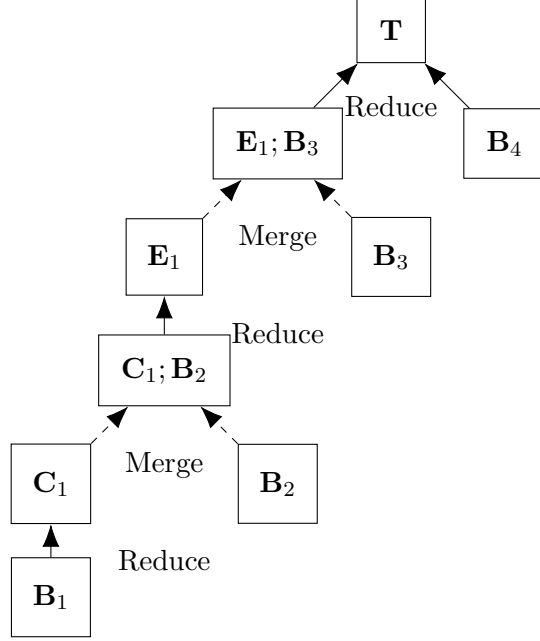 T
Reduce
E₁;B₃
B₄
Merge
E₁
B₃
Reduce
C₁;B₂
Merge
C₁
B₂
Reduce
B₁